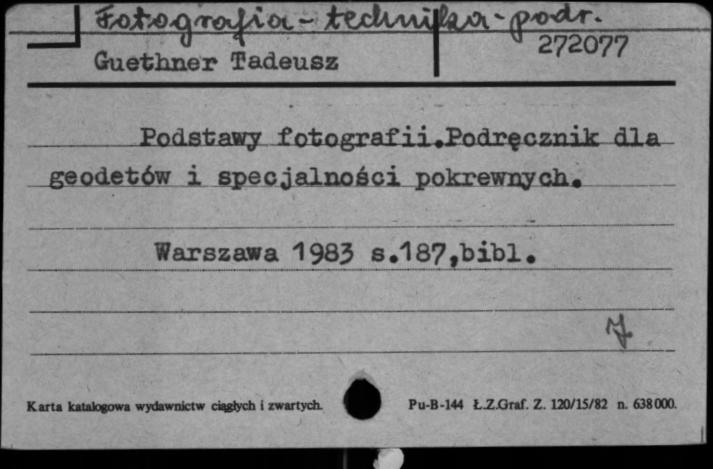 Fotografia - technika - podr.
272077
Guethner Tadeusz
Podstawy fotografii.Podręcznik dla
geodetów i specjalności pokrewnych.
Warszawa 1983 s.187,bibl.
Karta katalogowa wydawnictw ciągłych i zwartych. Pu-B-144 Ł.Z.Graf. Z. 120/15/82 n. 638000.